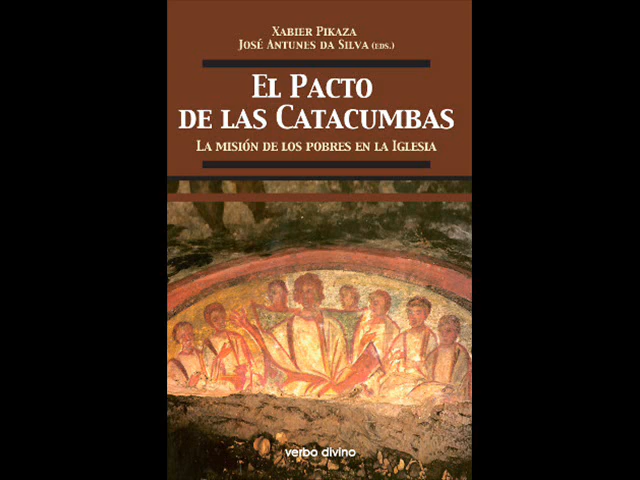 XABIER PIKAZA
JOSÉ ANTUNES DA SILVA (EDS.)
EL PACTO
DE LAS CATACUMBAS
LA MISIÓN DE LOS POBRES EN LA IGLESIA
verbo divino